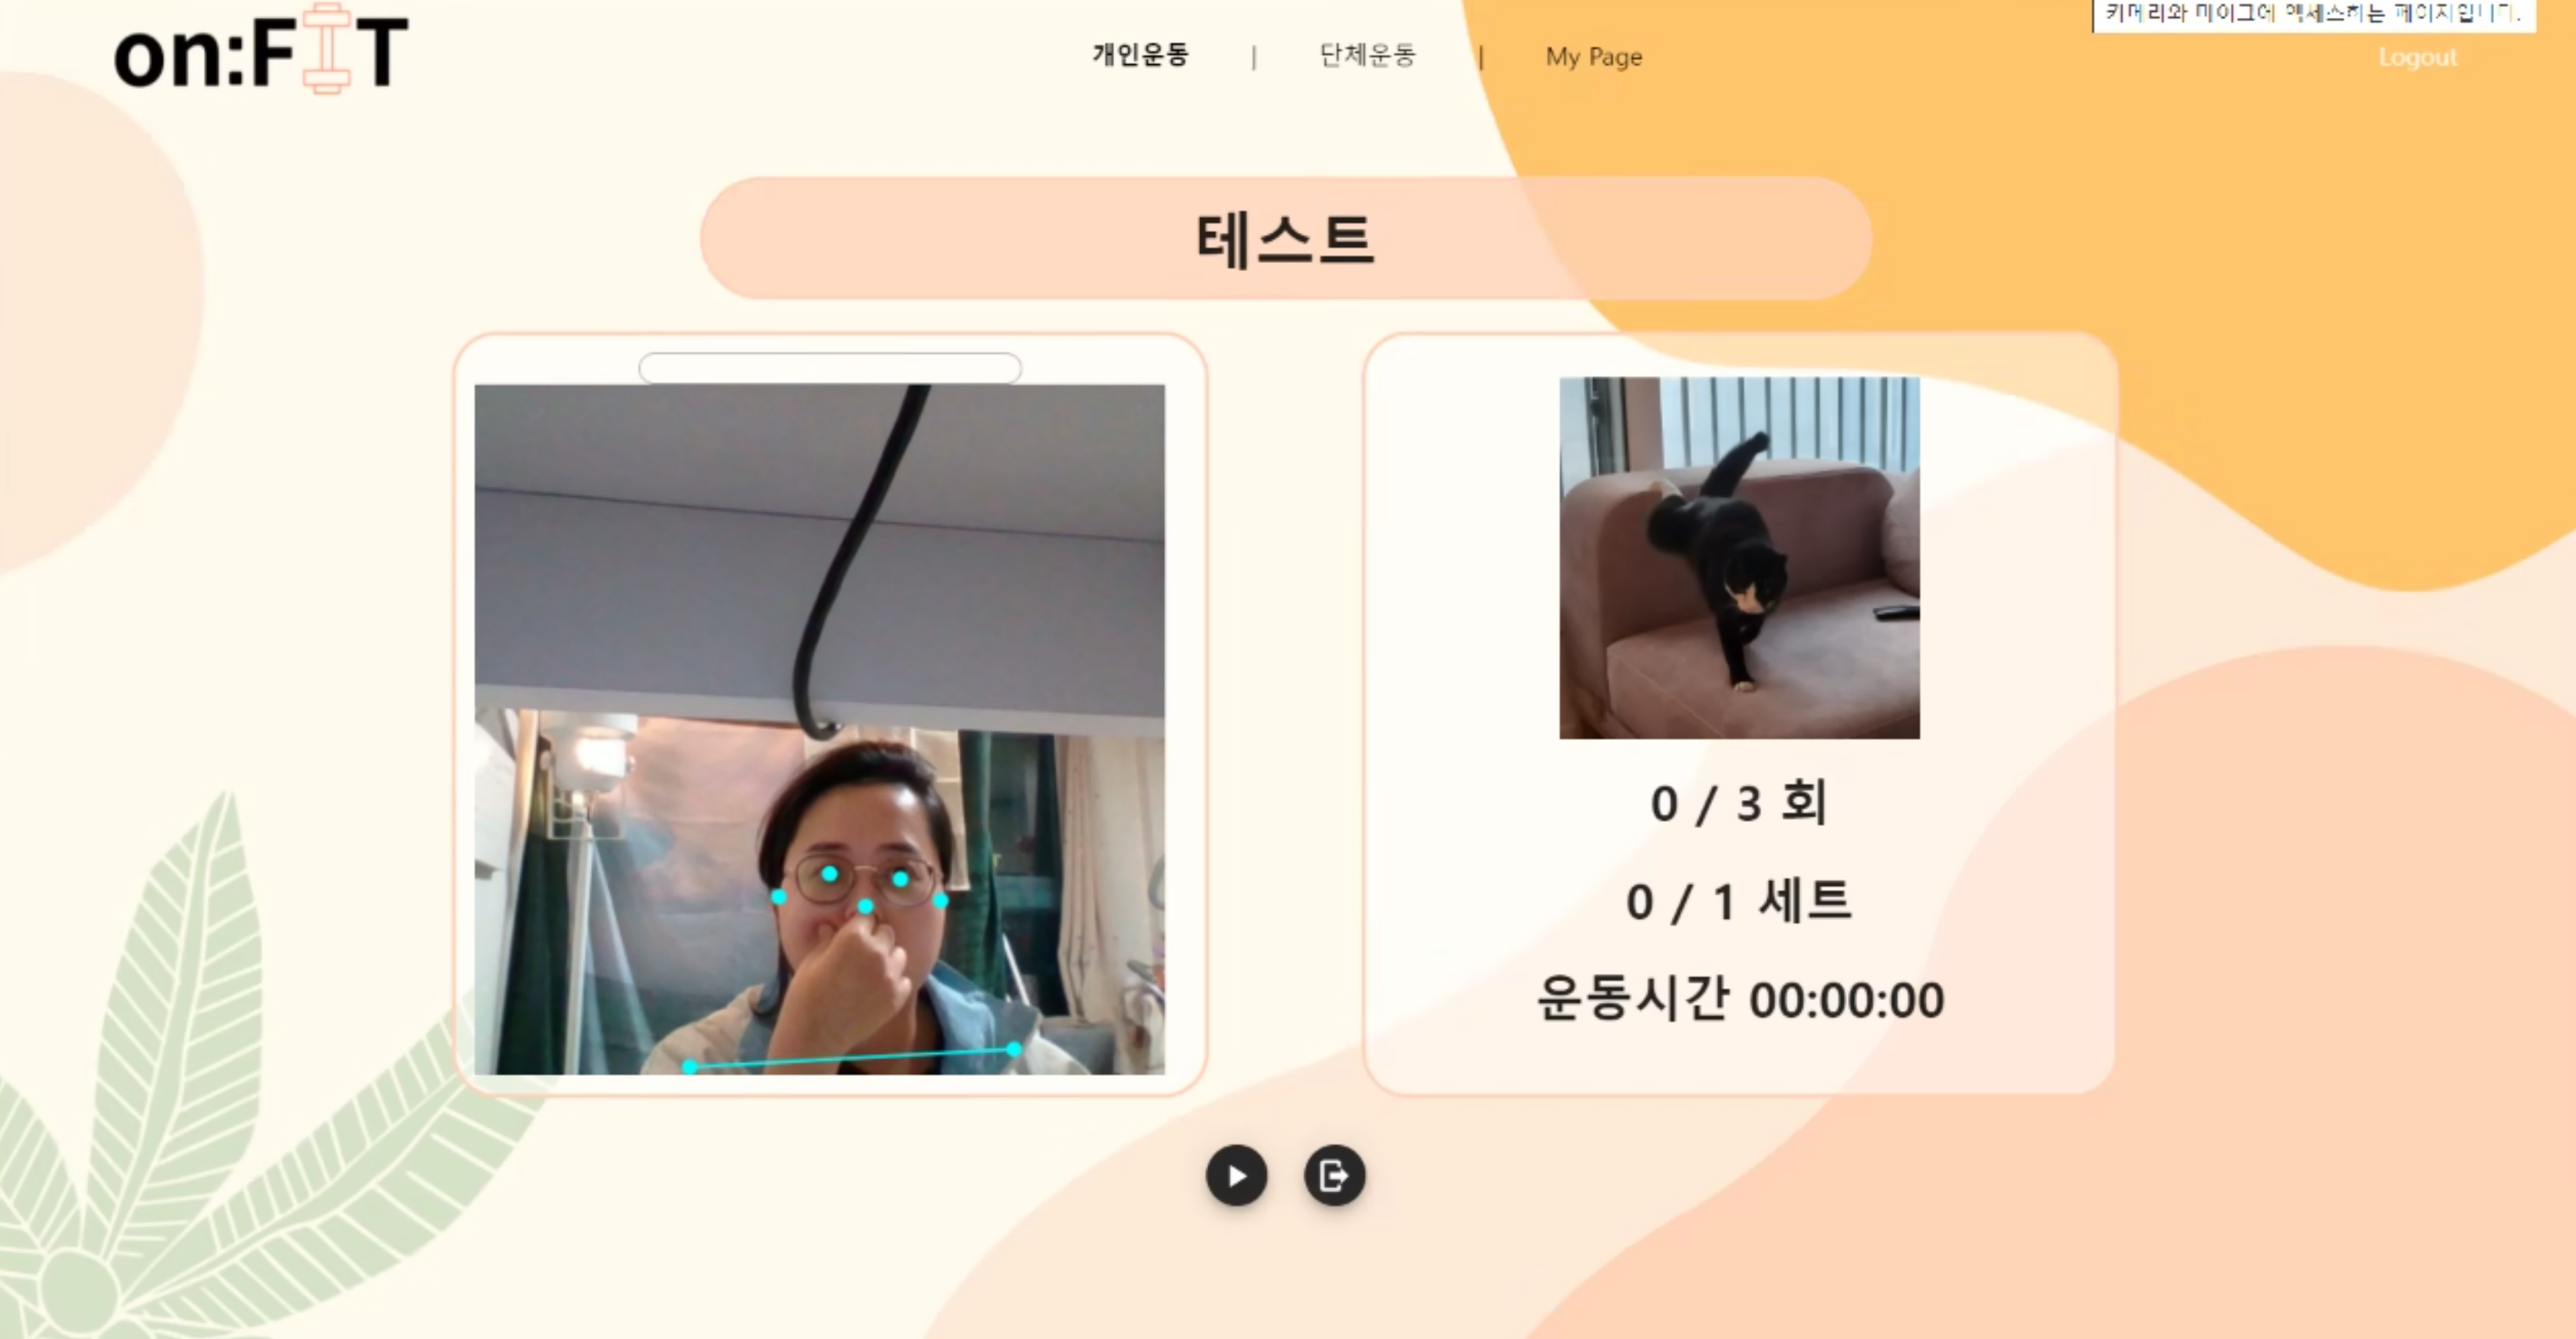 on:FIT
개인운동 | 단체운동 | My Page
Logout
테스트
0 / 3 회
0 / 1 세트
운동시간 00:00:00